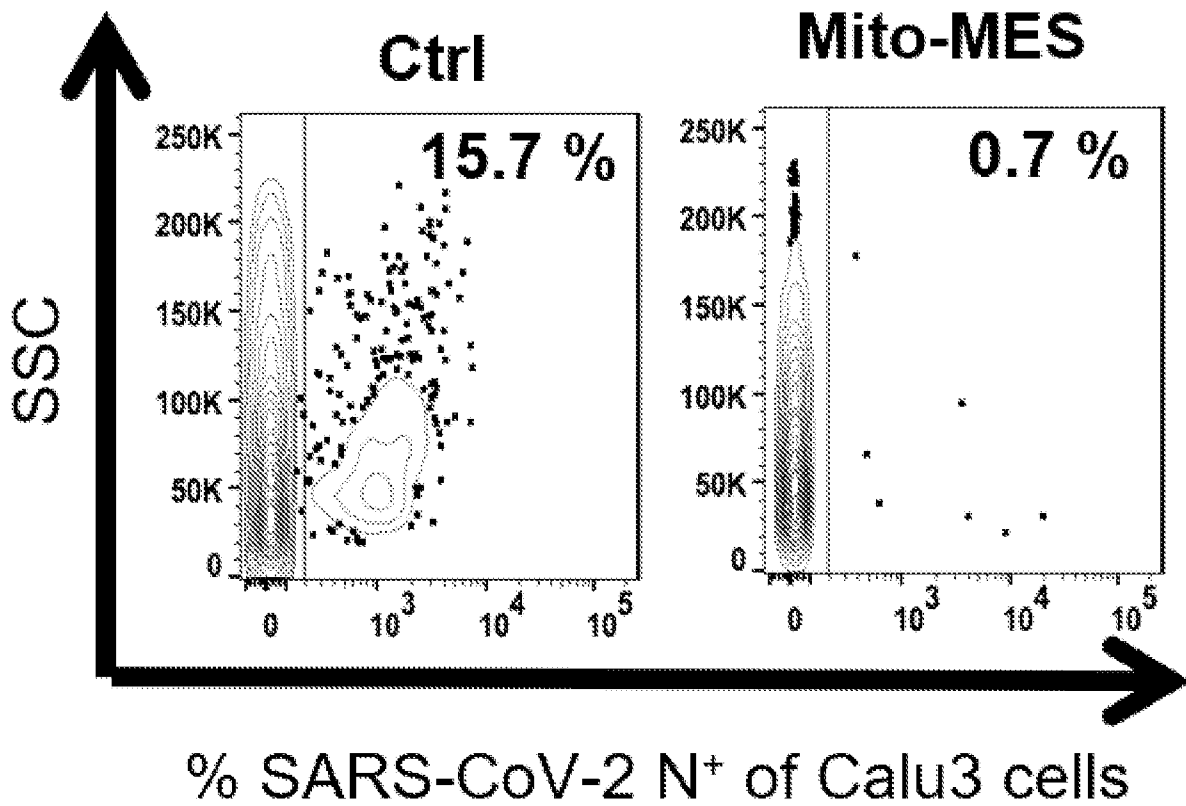 Ctrl
Mito-MES
SSC
250K
200K
150K
100K
50K
0
15.7 %
0 10³ 10⁴ 10⁵
250K
200K
150K
100K
50K
0
0.7 %
0 10³ 10⁴ 10⁵
% SARS-CoV-2 N⁺ of Calu3 cells